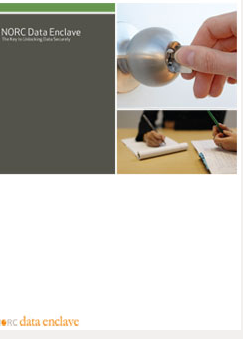 NORC Data Enclave
The Key to Unlocking Data Securely
NORC data enclave